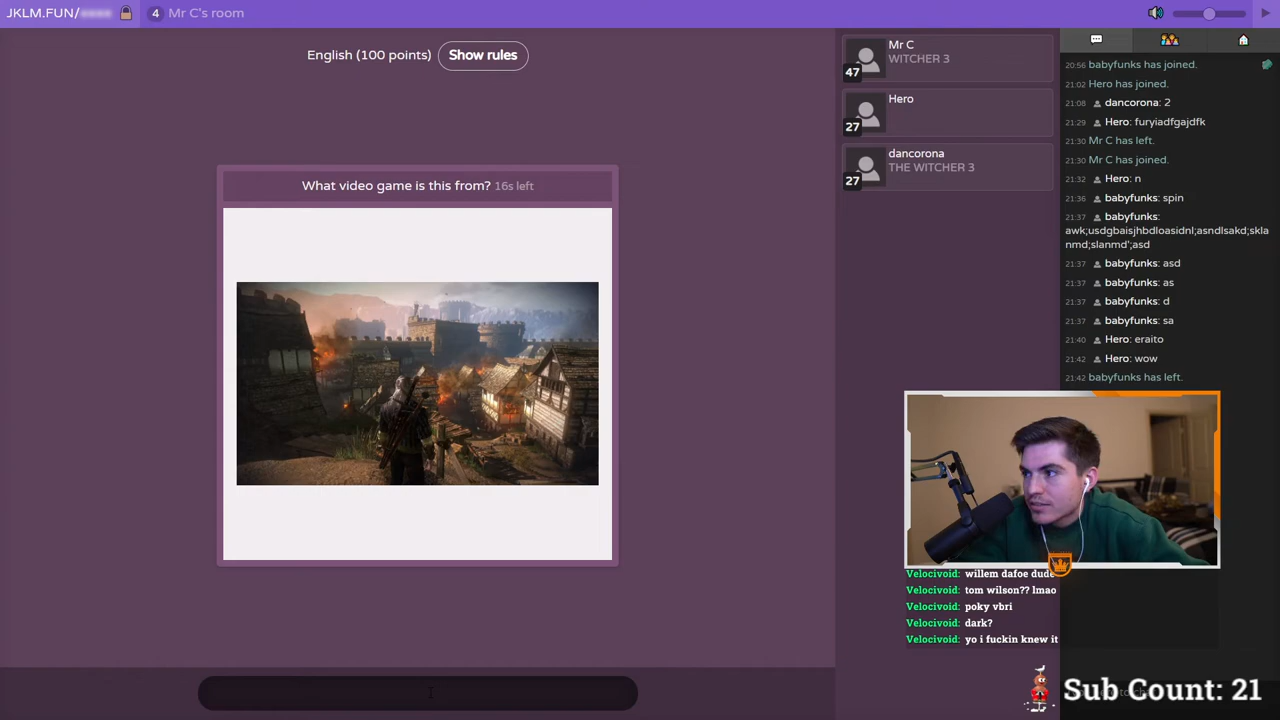 JKLM.FUN/
4 Mr C's room
English (100 points) Show rules
What video game is this from? 16s left
Mr C
WITCHER 3
47
Hero
27
dancorona
THE WITCHER 3
27
20:56 babyfunks has joined.
21:02 Hero has joined.
21:08 dancorona: 2
21:29 Hero: furyiadfgajdfk
21:30 Mr C has left.
21:30 Mr C has joined.
21:32 Hero: n
21:36 babyfunks: spin
21:37 babyfunks:
awk;usdgbaisjhbdloasidnl;asndlsakd;skla
nmd;slanmd';asd
21:37 babyfunks: asd
21:37 babyfunks: as
21:37 babyfunks: d
21:37 babyfunks: sa
21:40 Hero: eraito
21:42 Hero: wow
21:42 babyfunks has left.
Velocivoid: willem dafoe dude
Velocivoid: tom wilson?? lmao
Velocivoid: poky vbri
Velocivoid: dark?
Velocivoid: yo i fuckin knew it
Sub Count: 21